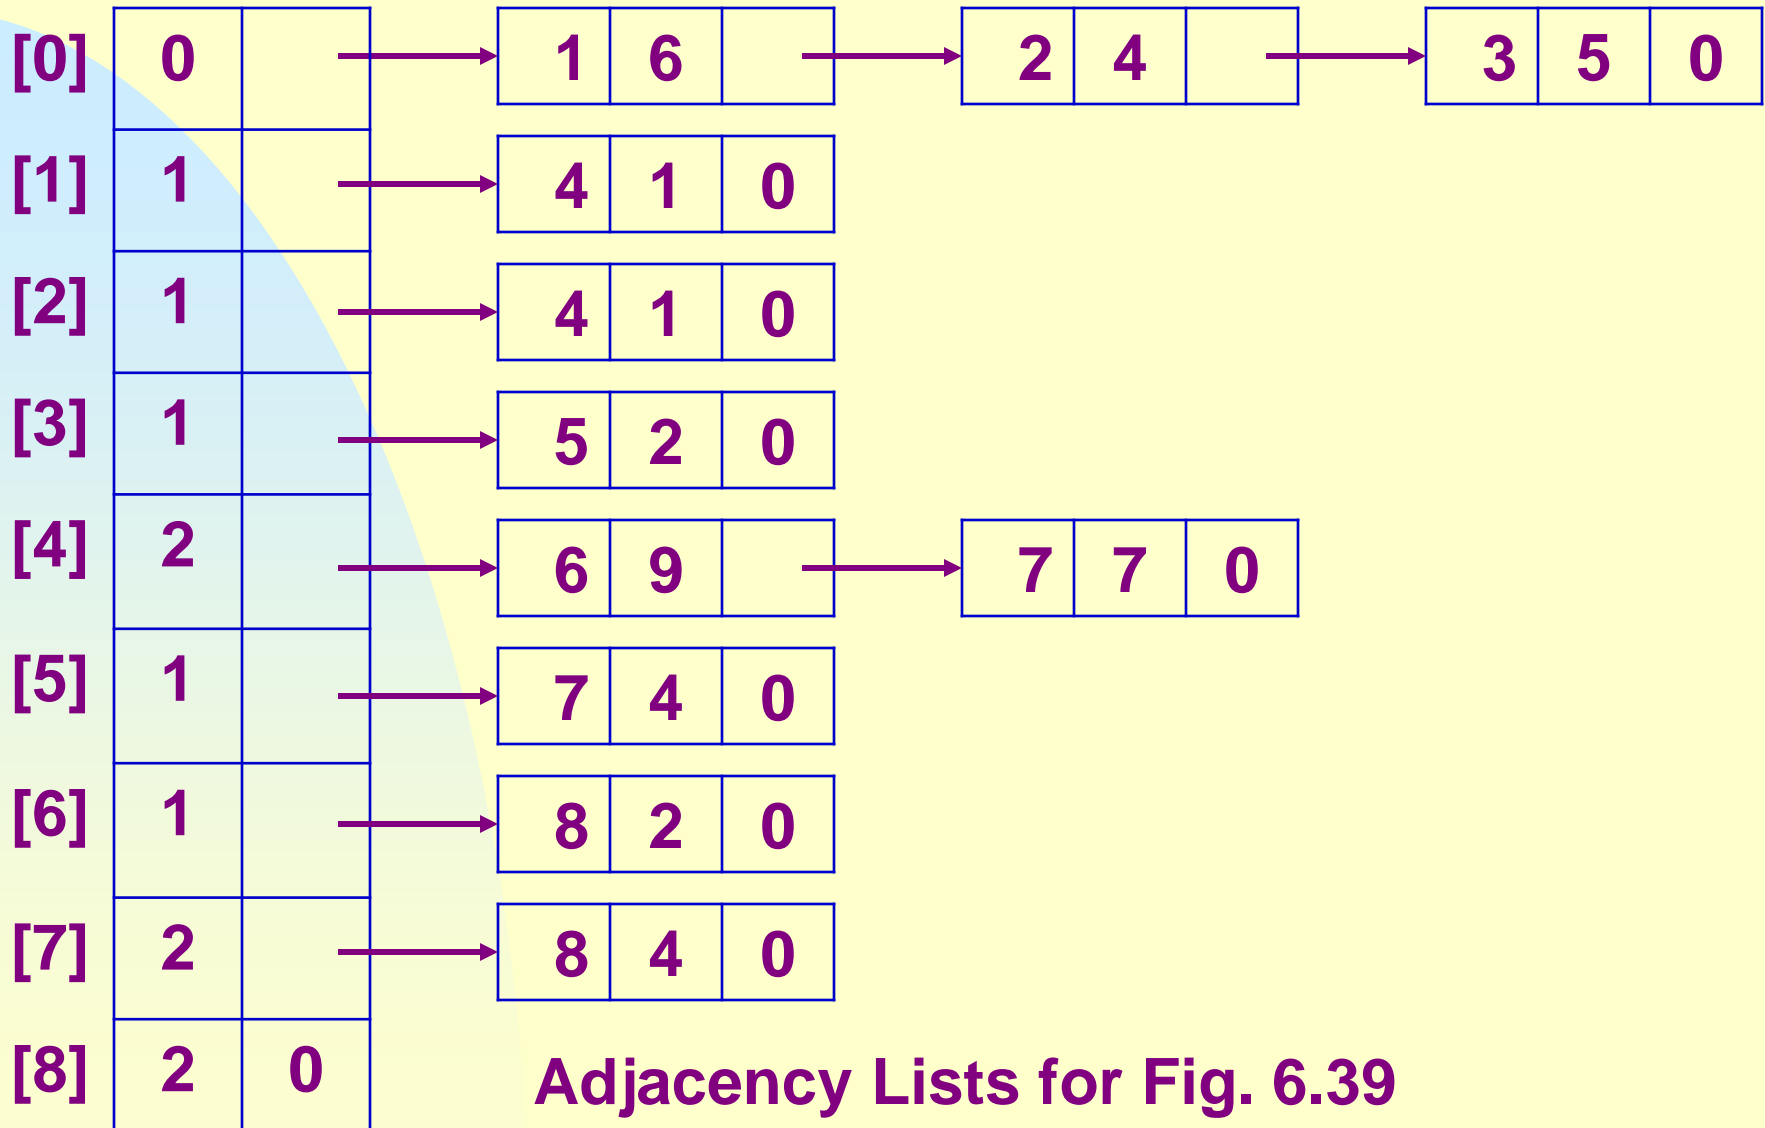 [0] 0 1 6 2 4 3 5 0
[1] 1 4 1 0
[2] 1 4 1 0
[3] 1 5 2 0
[4] 2 6 9 7 7 0
[5] 1 7 4 0
[6] 1 8 2 0
[7] 2 8 4 0
[8] 2 0
Adjacency Lists for Fig. 6.39